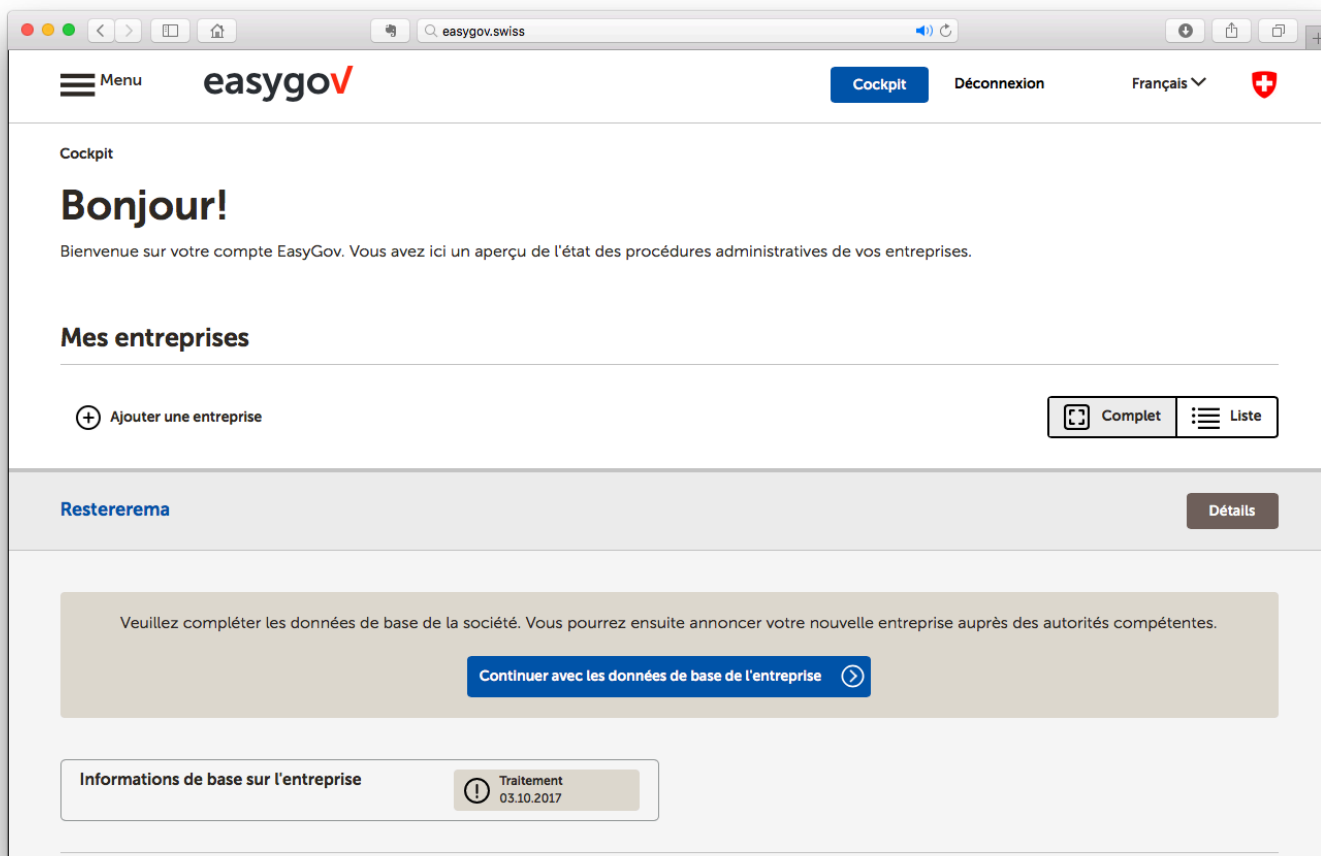 easygov.swiss
Menu
easygov
Cockpit
Déconnexion
Français
Cockpit
Bonjour!
Bienvenue sur votre compte EasyGov. Vous avez ici un aperçu de l'état des procédures administratives de vos entreprises.
Mes entreprises
Ajouter une entreprise
Complet
Liste
Restererema
Détails
Veuillez compléter les données de base de la société. Vous pourrez ensuite annoncer votre nouvelle entreprise auprès des autorités compétentes.
Continuer avec les données de base de l'entreprise
Informations de base sur l'entreprise
Traitement
03.10.2017